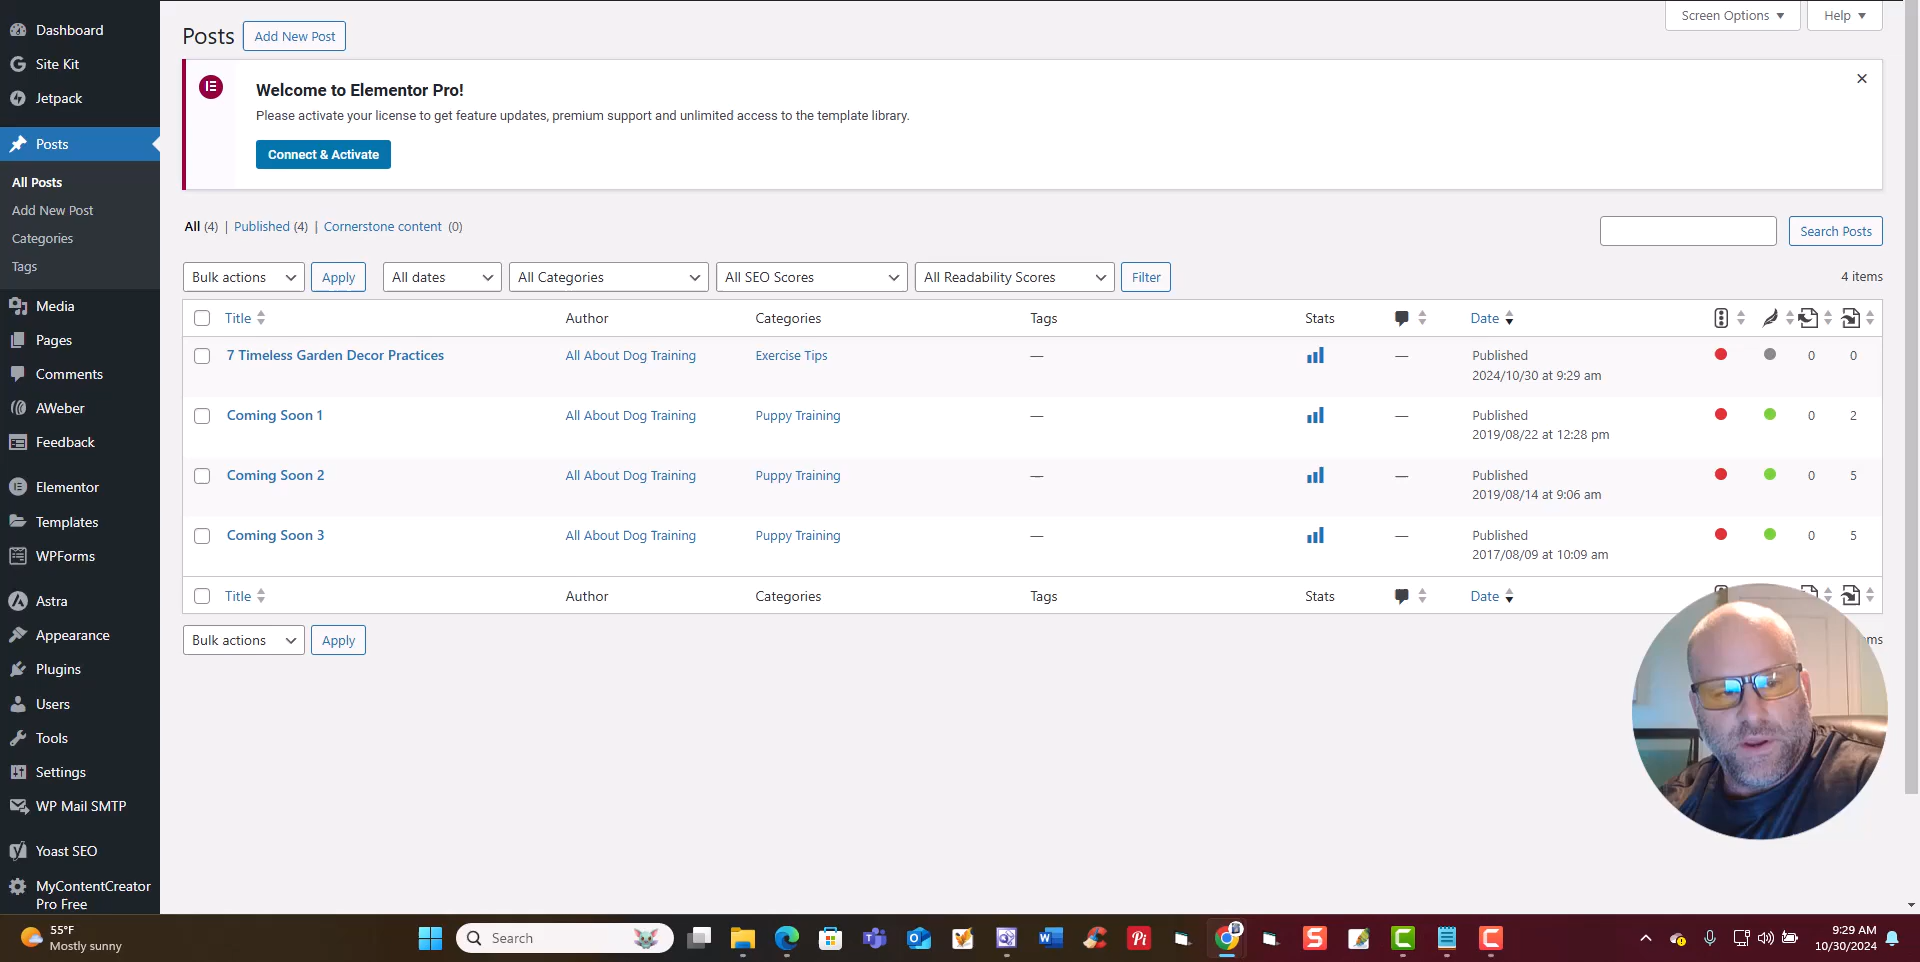 Dashboard
Site Kit
Jetpack
Posts
All Posts
Add New Post
Categories
Tags
Media
Pages
Comments
AWeber
Feedback
Elementor
Templates
WPForms
Astra
Appearance
Plugins
Users
Tools
Settings
WP Mail SMTP
Yoast SEO
MyContentCreator
Pro Free
Screen Options Help
Posts Add New Post
Welcome to Elementor Pro!
Please activate your license to get feature updates, premium support and unlimited access to the template library.
Connect & Activate
All (4) | Published (4) | Cornerstone content (0)
Search Posts
Bulk actions Apply All dates All Categories All SEO Scores All Readability Scores Filter 4 items
Title Author Categories Tags Stats Date
7 Timeless Garden Decor Practices All About Dog Training Exercise Tips — — Published 0 0
2024/10/30 at 9:29 am
Coming Soon 1 All About Dog Training Puppy Training — — Published 0 2
2019/08/22 at 12:28 pm
Coming Soon 2 All About Dog Training Puppy Training — — Published 0 5
2019/08/14 at 9:06 am
Coming Soon 3 All About Dog Training Puppy Training — — Published 0 5
2017/08/09 at 10:09 am
Title Author Categories Tags Stats Date
Bulk actions Apply ms
55°F
Mostly sunny
Search
9:29 AM
10/30/2024